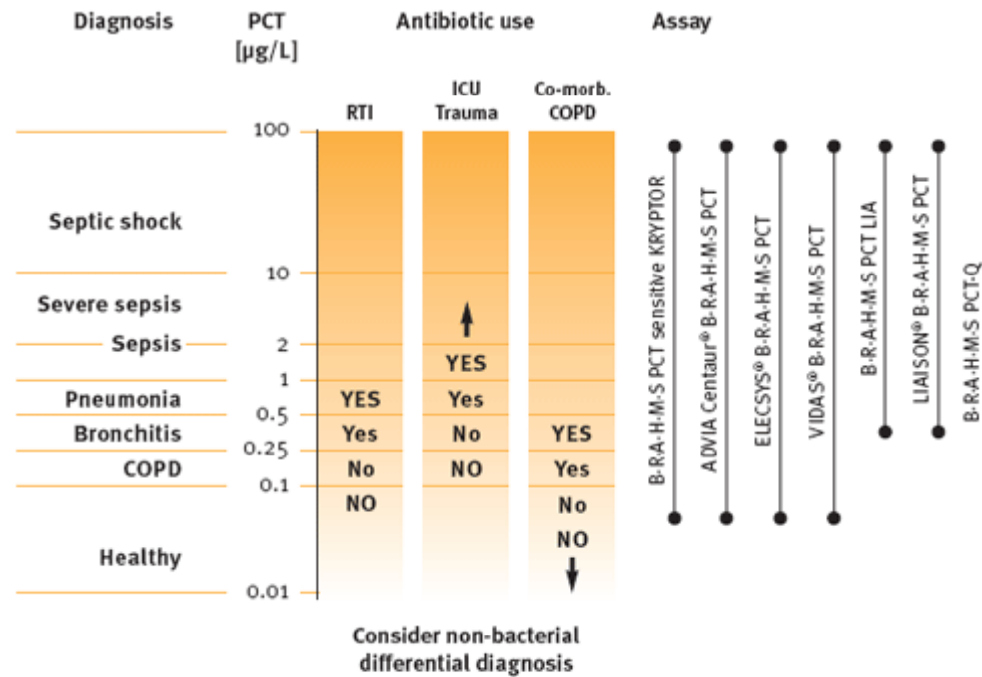 Diagnosis
PCT
[µg/L]
Antibiotic use
Assay
RTI
ICU
Trauma
Co-morb.
COPD
100
Septic shock
10
Severe sepsis
2
Sepsis
YES
1
Pneumonia
YES
Yes
0.5
Bronchitis
Yes
No
YES
0.25
COPD
No
NO
Yes
0.1
NO
No
NO
Healthy
0.01
Consider non-bacterial
differential diagnosis
B·RA·H·M·S PCT sensitive KRYPTOR
ADVIA Centaur® B·R·A·H·M·S PCT
ELECSYS® B·R·A·H·M·S PCT
VIDAS® B·R·A·H·M·S PCT
B·R·A·H·M·S PCT LIA
LIAISON® B·R·A·H·M·S PCT
B·R·A·H·M·S PCT-Q